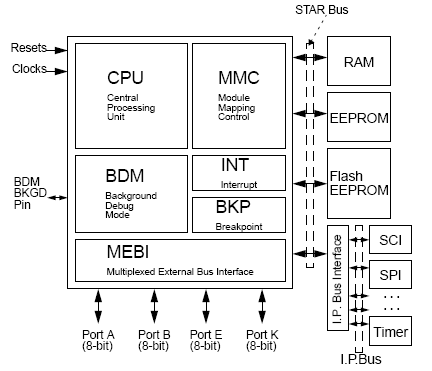 STAR Bus
Resets
Clocks
CPU
Central
Processing
Unit
MMC
Module
Mapping
Control
RAM
EEPROM
BDM
BKGD
Pin
BDM
Background
Debug
Mode
INT
Interrupt
BKP
Breakpoint
Flash
EEPROM
MEBI
Multiplexed External Bus Interface
I.P. Bus Interface
SCI
SPI
...
...
Timer
I.P.Bus
Port A
(8-bit)
Port B
(8-bit)
Port E
(8-bit)
Port K
(8-bit)